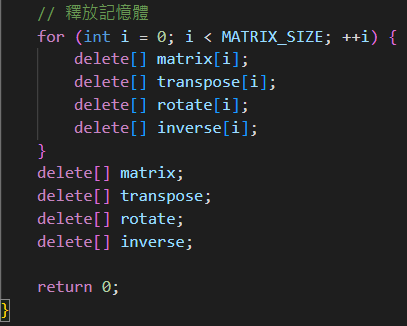 // 釋放記憶體
for (int i = 0; i < MATRIX_SIZE; ++i) {
    delete[] matrix[i];
    delete[] transpose[i];
    delete[] rotate[i];
    delete[] inverse[i];
}
delete[] matrix;
delete[] transpose;
delete[] rotate;
delete[] inverse;

return 0;
}